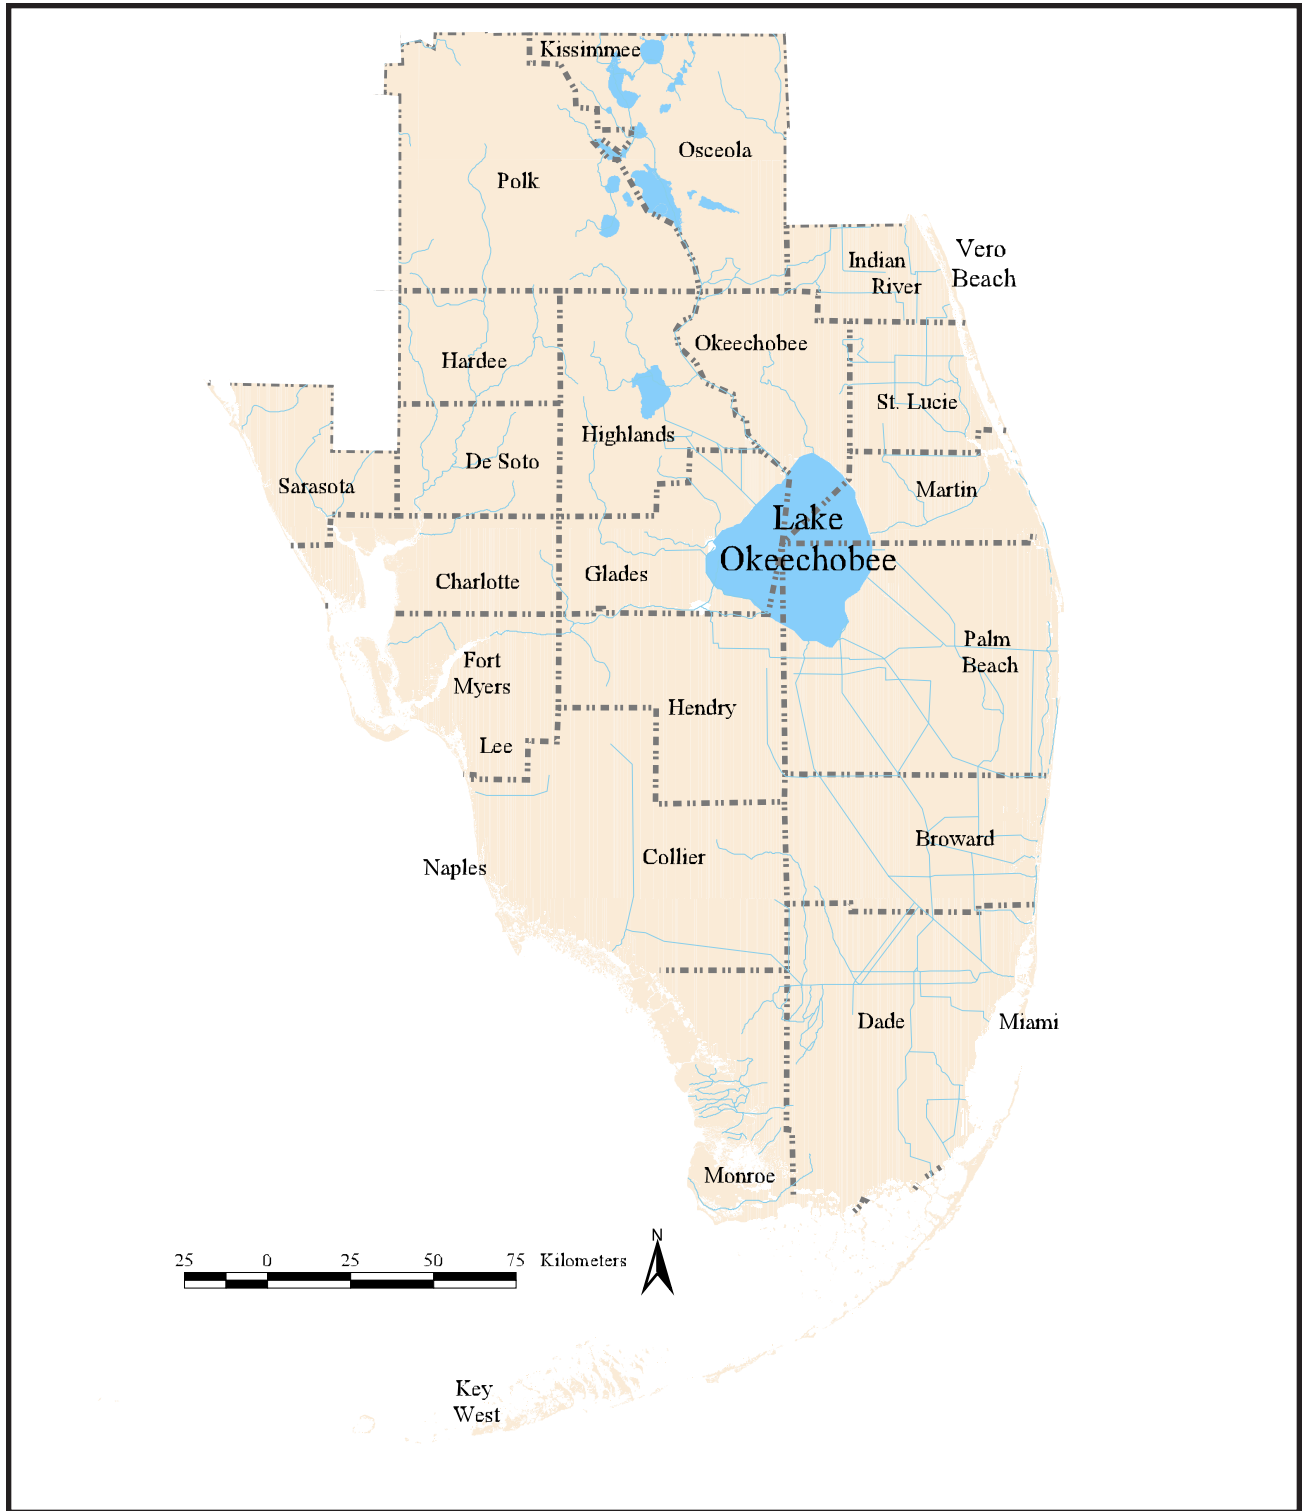 Kissimmee
Osceola
Polk
Vero
Beach
Indian
River
Okeechobee
Hardee
St. Lucie
Highlands
De Soto
Sarasota
Martin
Lake
Okeechobee
Glades
Charlotte
Palm
Beach
Fort
Myers
Hendry
Lee
Broward
Collier
Naples
Dade
Miami
Monroe
N
25 0 25 50 75 Kilometers
Key
West